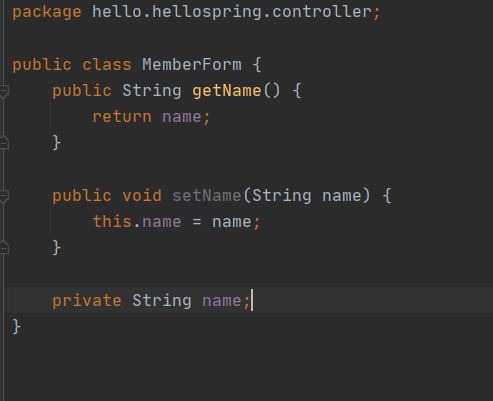 package hello.hellospring.controller;
public class MemberForm {
public String getName() {
return name;
}
public void setName(String name) {
this.name = name;
}
private String name;
}